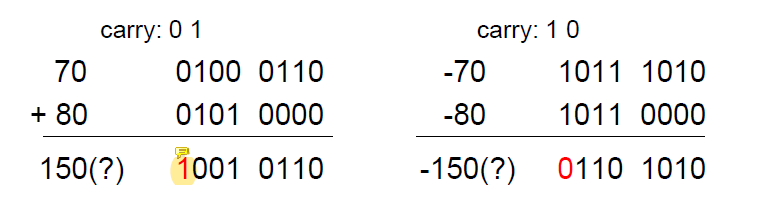 carry: 0 1
70 0100 0110
+ 80 0101 0000
150(?) 1001 0110
carry: 1 0
-70 1011 1010
-80 1011 0000
-150(?) 0110 1010